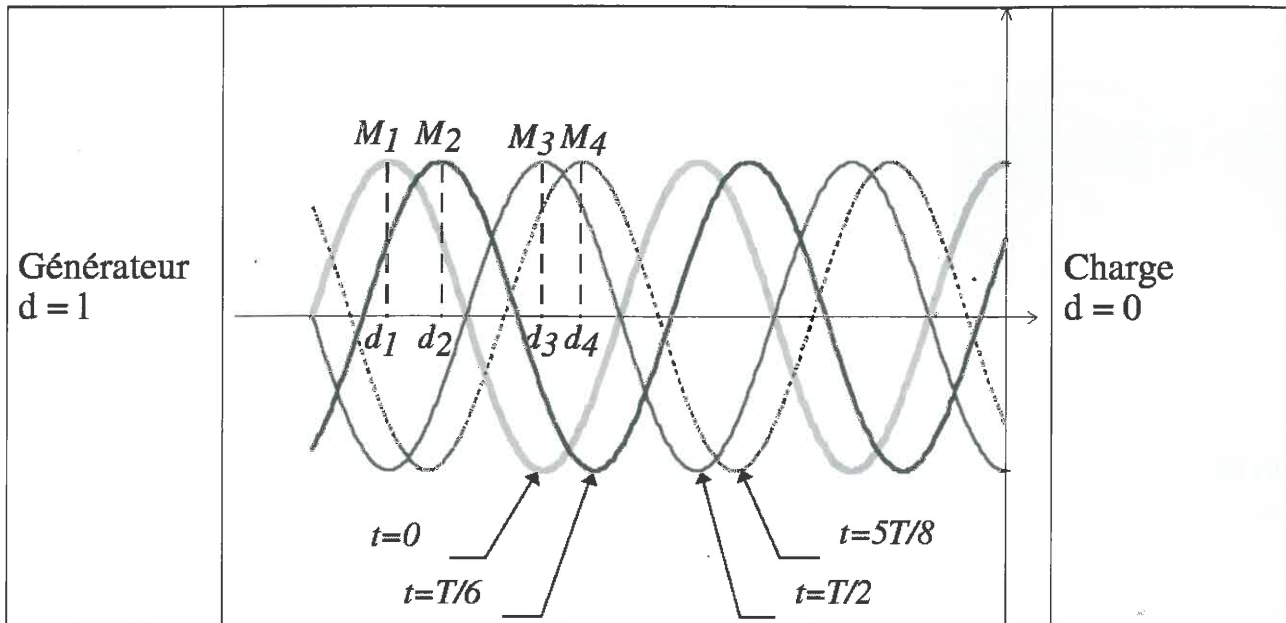 M1 M2 M3 M4
Générateur
d = 1
d1 d2 d3 d4
Charge
d = 0
t=0
t=5T/8
t=T/6
t=T/2